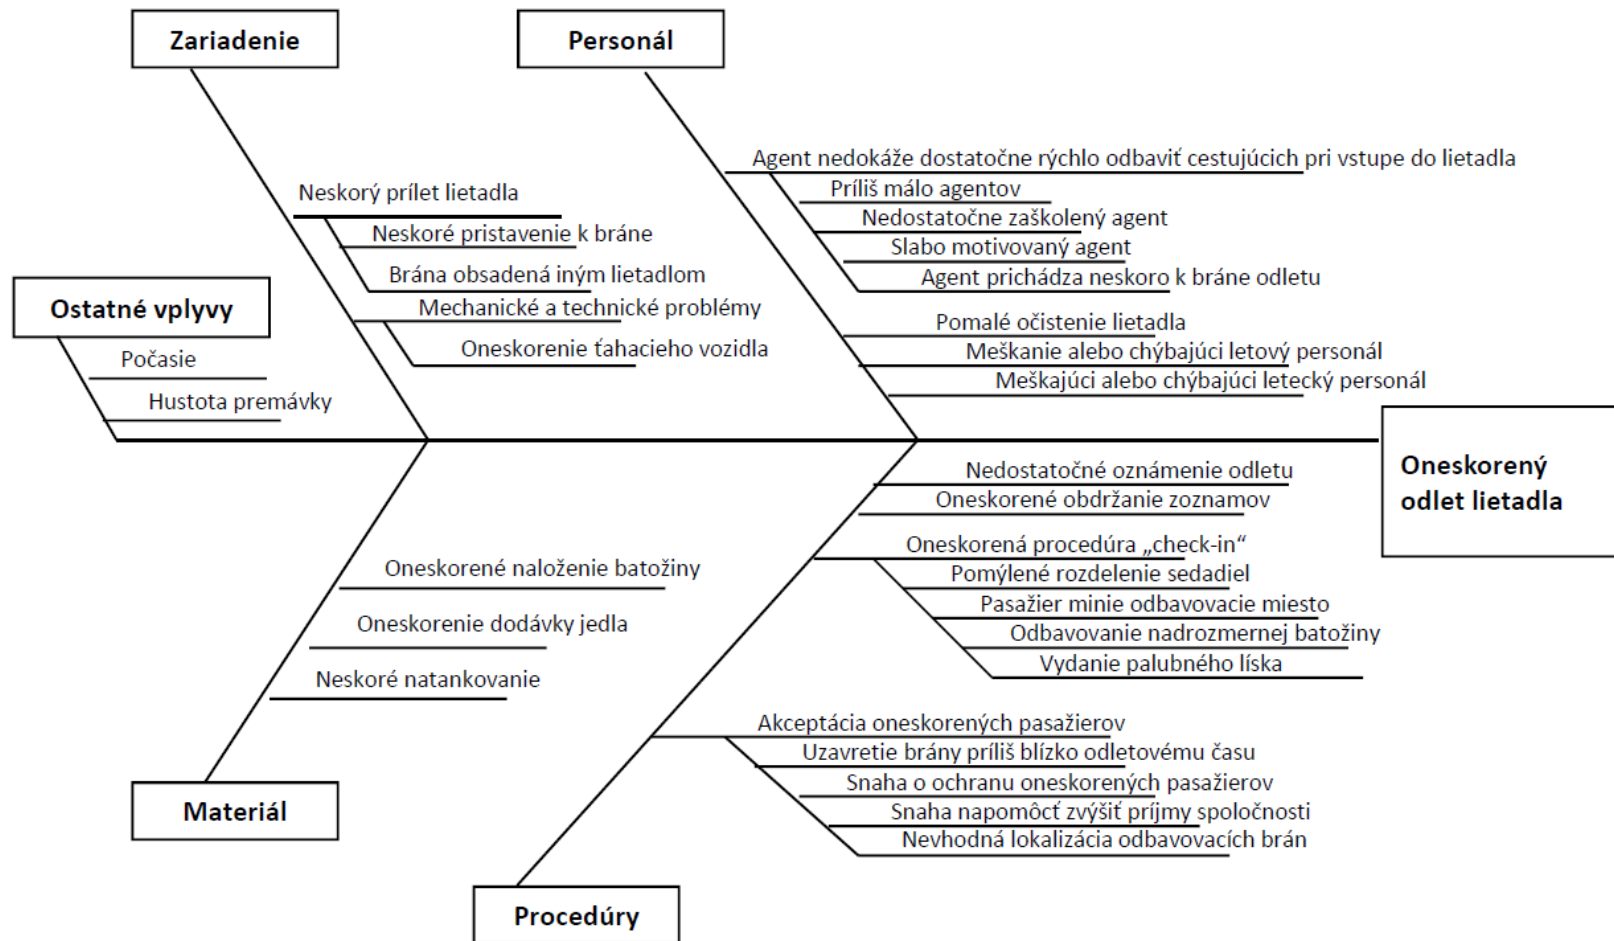 Zariadenie
Personál
Agent nedokáže dostatočne rýchlo odbaviť cestujúcich pri vstupe do lietadla
Príliš málo agentov
Nedostatočne zaškolený agent
Slabo motivovaný agent
Agent prichádza neskoro k bráne odletu
Neskorý prílet lietadla
Neskoré pristavenie k bráne
Brána obsadená iným lietadlom
Mechanické a technické problémy
Oneskorenie ťahacieho vozidla
Ostatné vplyvy
Počasie
Hustota premávky
Pomalé očistenie lietadla
Meškanie alebo chýbajúci letový personál
Meškajúci alebo chýbajúci letecký personál
Oneskorený
odlet lietadla
Nedostatočné oznámenie odletu
Oneskorené obdržanie zoznamov
Oneskorená procedúra „check-in“
Pomýlené rozdelenie sedadiel
Pasažier minie odbavovacie miesto
Odbavovanie nadrozmernej batožiny
Vydanie palubného líska
Oneskorené naloženie batožiny
Oneskorenie dodávky jedla
Neskoré natankovanie
Akceptácia oneskorených pasažierov
Uzavretie brány príliš blízko odletovému času
Snaha o ochranu oneskorených pasažierov
Snaha napomôcť zvýšiť príjmy spoločnosti
Nevhodná lokalizácia odbavovacích brán
Materiál
Procedúry